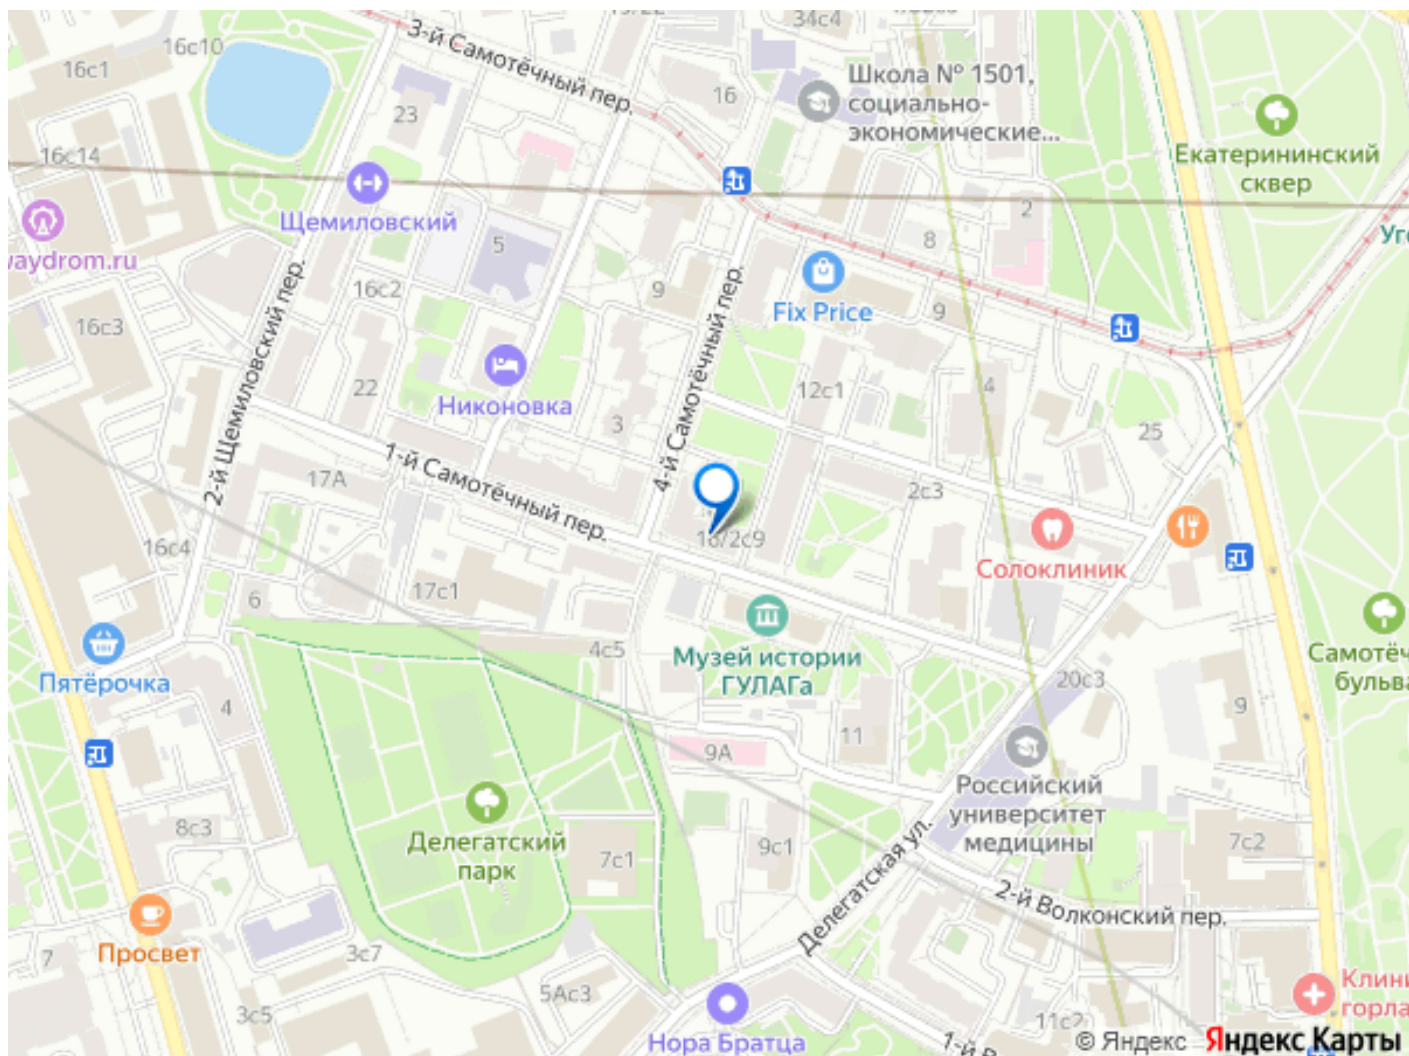 16с10
16с1
34с4
3-й Самотёчный пер.
16
Школа № 1501,
социально-
экономические...
23
16с14
Екатерининский
сквер
Щемиловский
2
8
5
waydrom.ru
16с2
9
Fix Price
9
16с3
2-й Щемиловский пер.
4-й Самотёчный пер.
22
Никоновка
3
12с1
4
25
1-й Самотёчный пер.
17А
2с3
16с4
16/2с9
Солоклиник
17с1
6
Музей истории
ГУЛАГа
4с5
Самотёч
бульва
Пятёрочка
4
20с3
9
11
9А
Российский
университет
медицины
Делегатский
парк
8с3
7с1
9с1
7с2
Делегатская ул.
2-й Волконский пер.
Просвет
7
3с7
3с5
5Ас3
Нора Братца
11с2
Клини
горла
© Яндекс Яндекс Карты